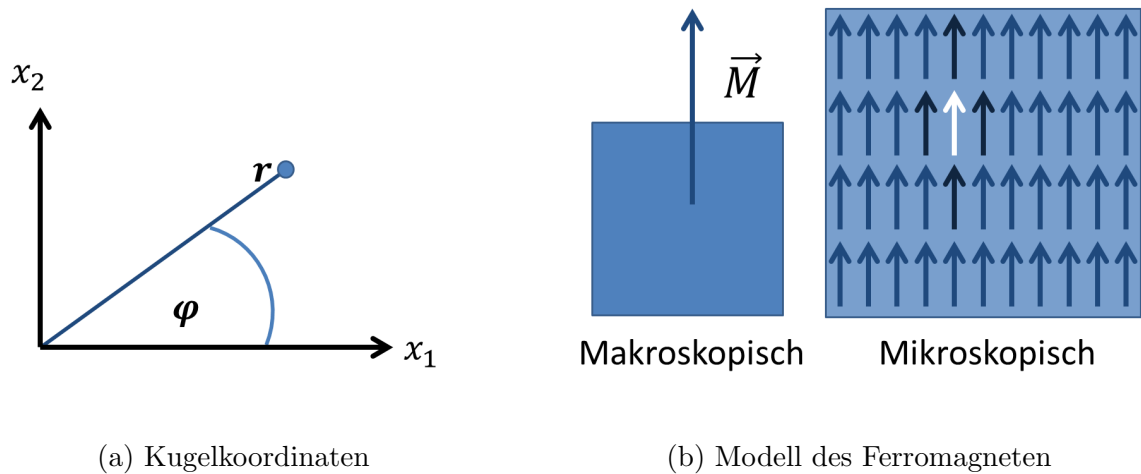 x₂
r
φ
x₁
(a) Kugelkoordinaten
M⃗
Makroskopisch
Mikroskopisch
(b) Modell des Ferromagneten